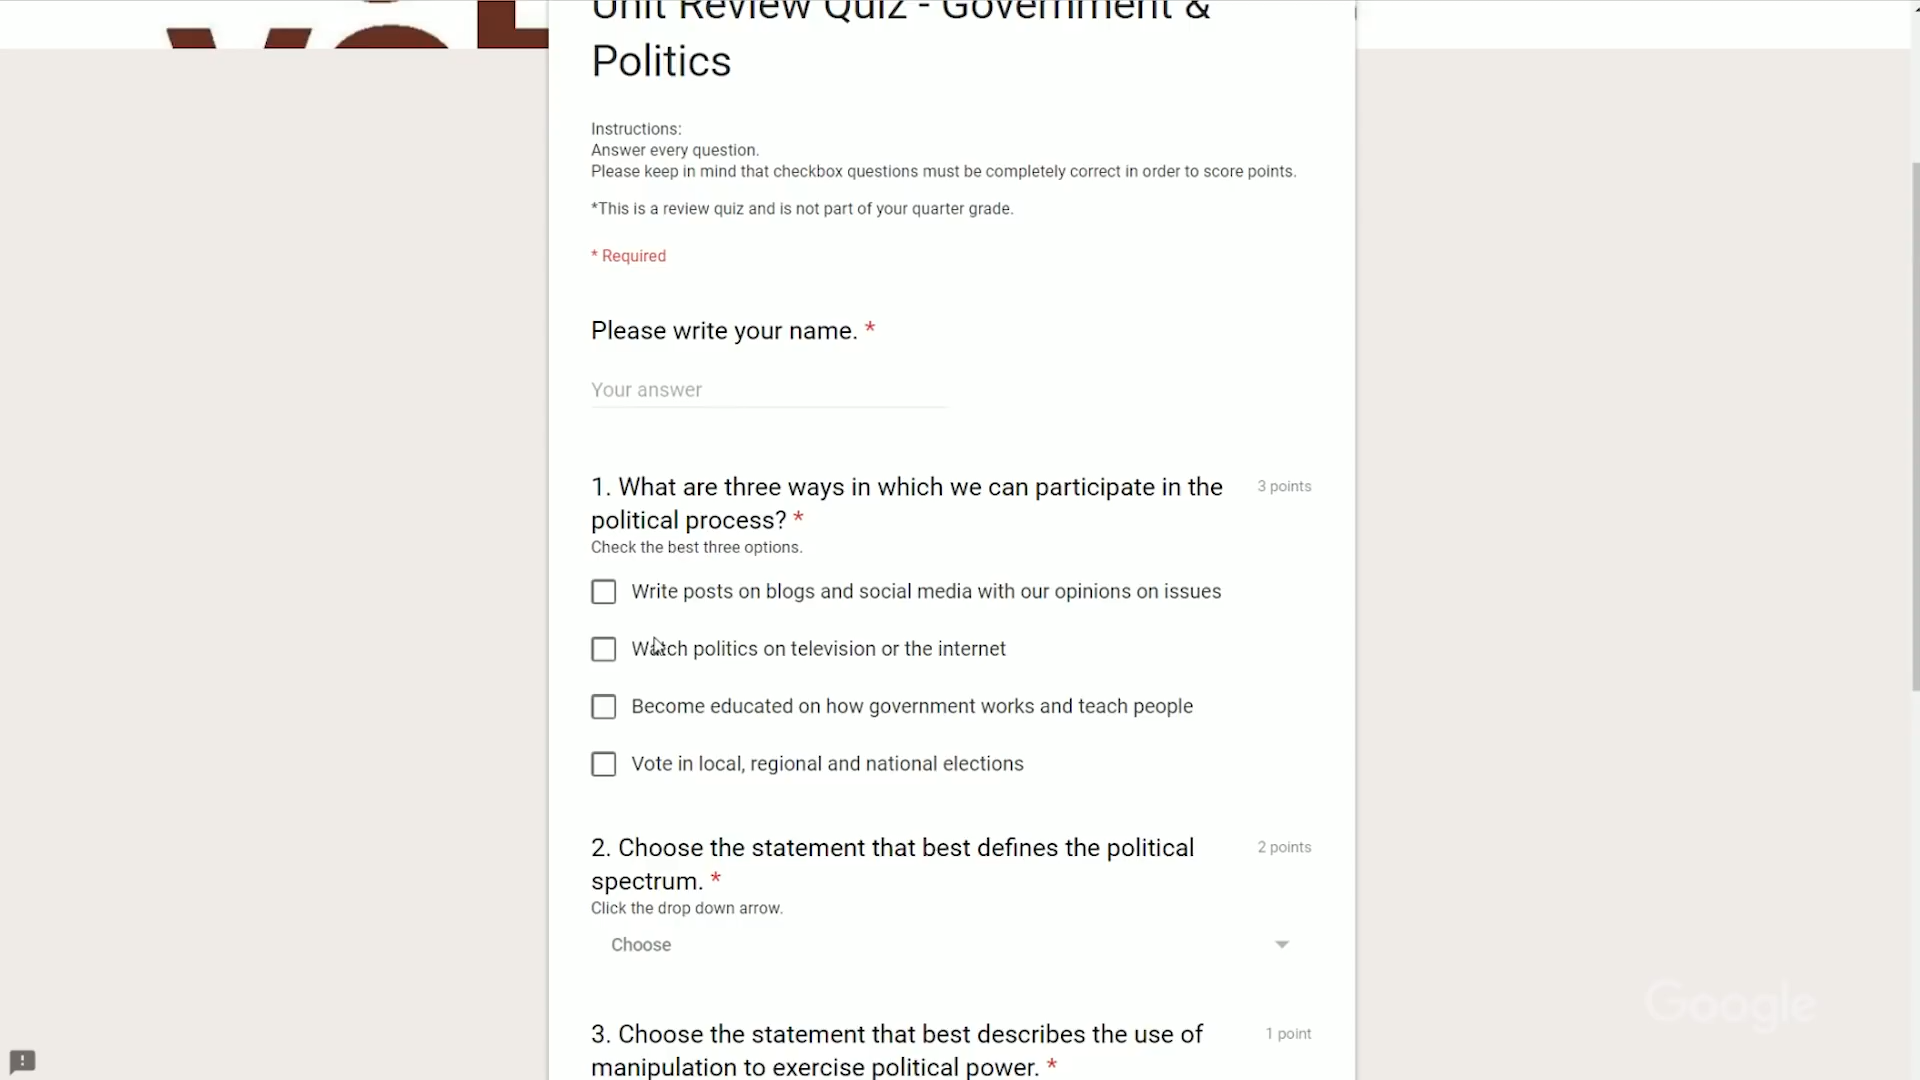 Unit Review Quiz - Government &
Politics
Instructions:
Answer every question.
Please keep in mind that checkbox questions must be completely correct in order to score points.
*This is a review quiz and is not part of your quarter grade.
* Required
Please write your name. *
Your answer
1. What are three ways in which we can participate in the
3 points
political process? *
Check the best three options.
Write posts on blogs and social media with our opinions on issues
Watch politics on television or the internet
Become educated on how government works and teach people
Vote in local, regional and national elections
2. Choose the statement that best defines the political
2 points
spectrum. *
Click the drop down arrow.
Choose
Google
3. Choose the statement that best describes the use of
1 point
manipulation to exercise political power. *